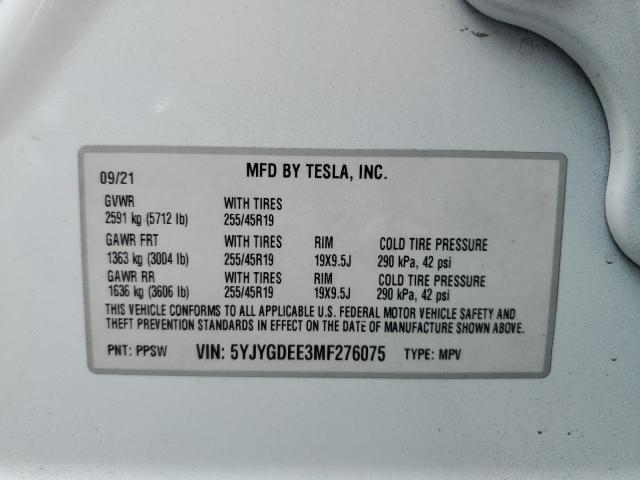 09/21 MFD BY TESLA, INC.
GVWR WITH TIRES
2591 kg (5712 lb) 255/45R19
GAWR FRT WITH TIRES RIM COLD TIRE PRESSURE
1363 kg (3004 lb) 255/45R19 19X9.5J 290 kPa, 42 psi
GAWR RR WITH TIRES RIM COLD TIRE PRESSURE
1636 kg (3606 lb) 255/45R19 19X9.5J 290 kPa, 42 psi
THIS VEHICLE CONFORMS TO ALL APPLICABLE U.S. FEDERAL MOTOR VEHICLE SAFETY AND
THEFT PREVENTION STANDARDS IN EFFECT ON THE DATE OF MANUFACTURE SHOWN ABOVE.
PNT: PPSW VIN: 5YJYGDEE3MF276075 TYPE: MPV